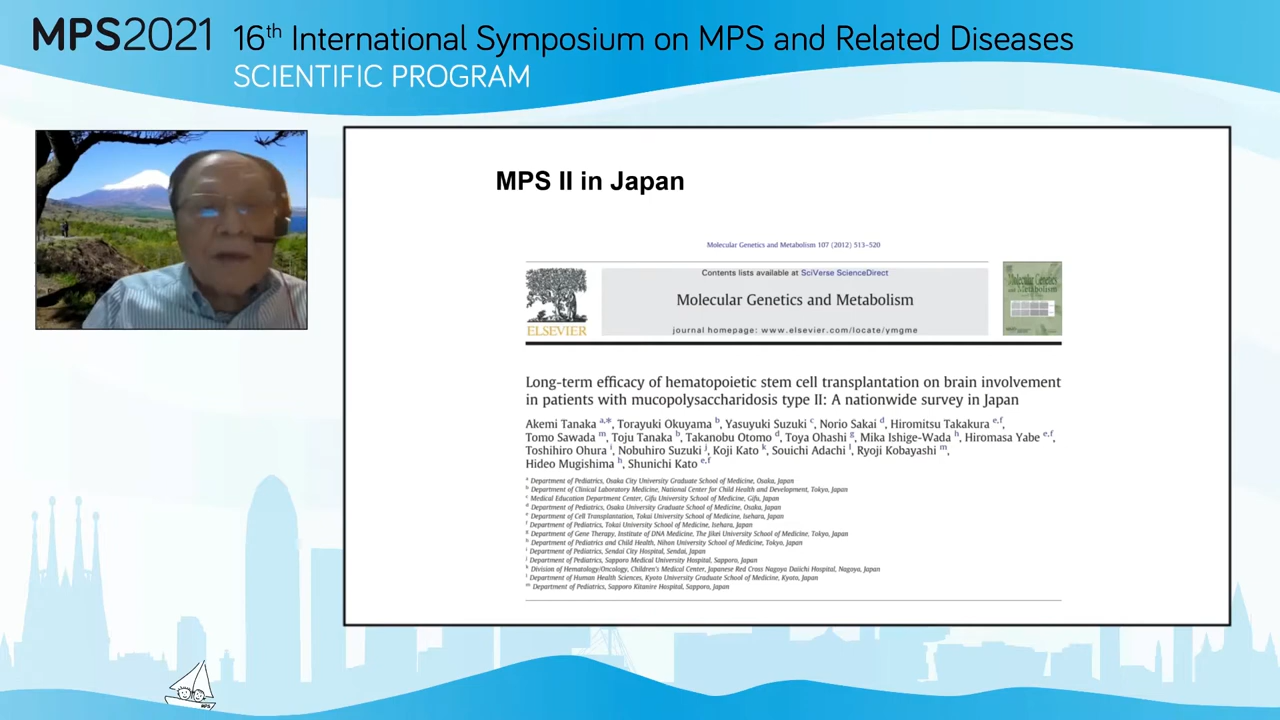 MPS2021 16th International Symposium on MPS and Related Diseases
SCIENTIFIC PROGRAM
MPS II in Japan
Molecular Genetics and Metabolism 107 (2012) 513–520
Contents lists available at SciVerse ScienceDirect
Molecular Genetics and Metabolism
journal homepage: www.elsevier.com/locate/ymgme
ELSEVIER
Molecular Genetics
and Metabolism
Long-term efficacy of hematopoietic stem cell transplantation on brain involvement
in patients with mucopolysaccharidosis type II: A nationwide survey in Japan
Akemi Tanaka a,*, Torayuki Okuyama b, Yasuyuki Suzuki c, Norio Sakai d, Hiromitsu Takakura e,f,
Tomo Sawada m, Toju Tanaka b, Takanobu Otomo d, Toya Ohashi g, Mika Ishige-Wada h, Hiromasa Yabe e,f,
Toshihiro Ohura i, Nobuhiro Suzuki j, Koji Kato k, Souichi Adachi l, Ryoji Kobayashi m,
Hideo Mugishima h, Shunichi Kato e,f
a Department of Pediatrics, Osaka City University Graduate School of Medicine, Osaka, Japan
b Department of Clinical Laboratory Medicine, National Center for Child Health and Development, Tokyo, Japan
c Medical Education Department Center, Gifu University School of Medicine, Gifu, Japan
d Department of Pediatrics, Osaka University Graduate School of Medicine, Osaka, Japan
e Department of Cell Transplantation, Tokai University School of Medicine, Isehara, Japan
f Department of Pediatrics, Tokai University School of Medicine, Isehara, Japan
g Department of Gene Therapy, Institute of DNA Medicine, The Jikei University School of Medicine, Tokyo, Japan
h Department of Pediatrics and Child Health, Nihon University School of Medicine, Tokyo, Japan
i Department of Pediatrics, Sendai City Hospital, Sendai, Japan
j Department of Pediatrics, Sapporo Medical University Hospital, Sapporo, Japan
k Division of Hematology/Oncology, Children's Medical Center, Japanese Red Cross Nagoya Daiichi Hospital, Nagoya, Japan
l Department of Human Health Sciences, Kyoto University Graduate School of Medicine, Kyoto, Japan
m Department of Pediatrics, Sapporo Kitanire Hospital, Sapporo, Japan
MPS